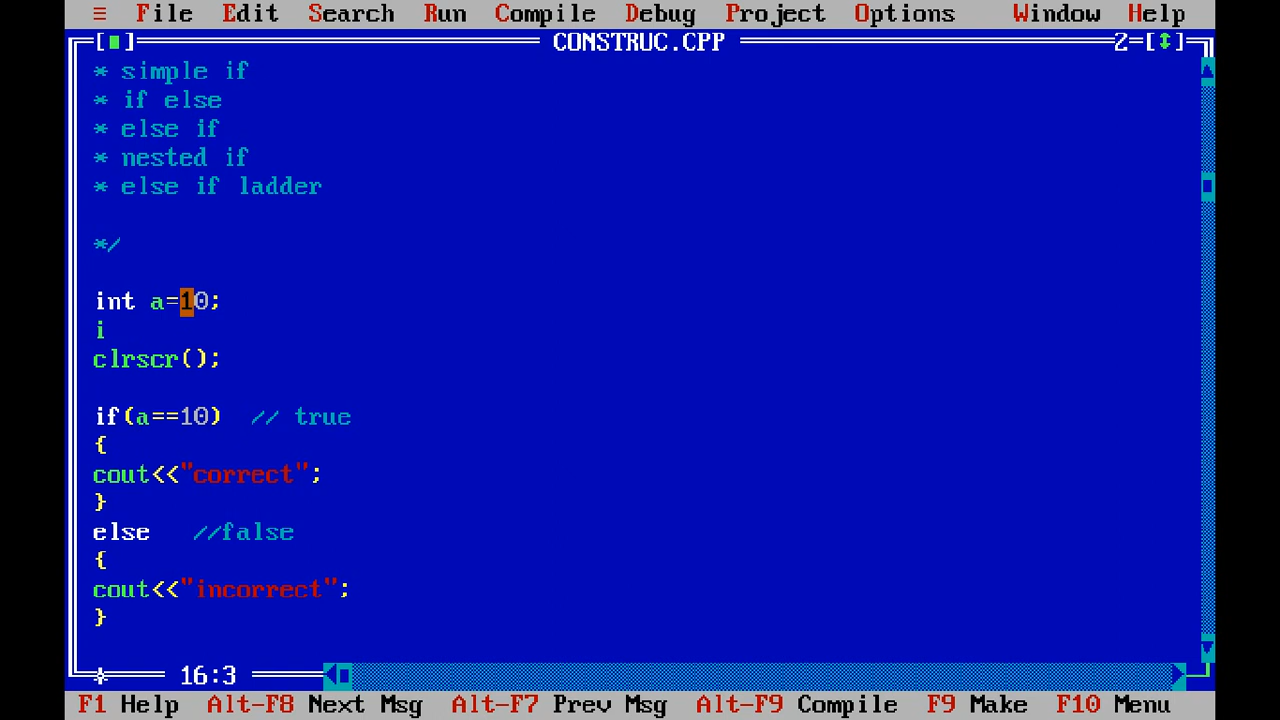 ≡ File Edit Search Run Compile Debug Project Options Window Help
[■] CONSTRUC.CPP 2=[↕]
* simple if
* if else
* else if
* nested if
* else if ladder
*/
int a=10;
i
clrscr();
if(a==10)  // true
{
cout<<"correct";
}
else   //false
{
cout<<"incorrect";
}
* 16:3
F1 Help Alt-F8 Next Msg Alt-F7 Prev Msg Alt-F9 Compile F9 Make F10 Menu